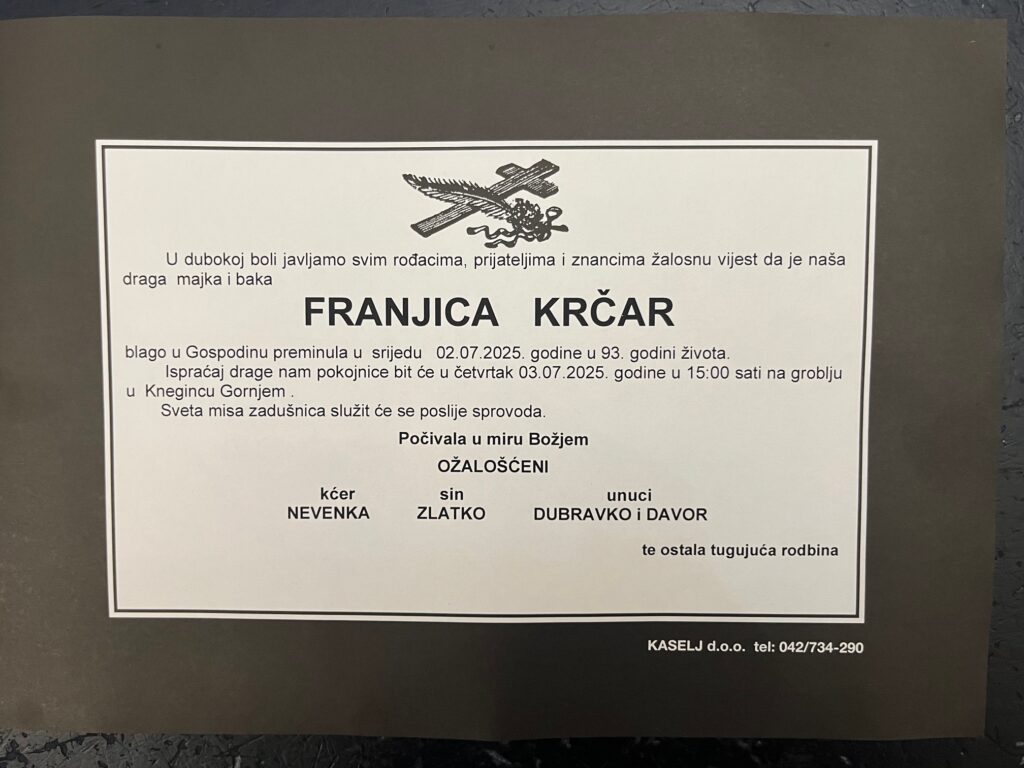 U dubokoj boli javljamo svim rođacima, prijateljima i znancima žalosnu vijest da je naša
draga majka i baka
FRANJICA KRČAR
blago u Gospodinu preminula u srijedu 02.07.2025. godine u 93. godini života.
Ispraćaj drage nam pokojnice bit će u četvrtak 03.07.2025. godine u 15:00 sati na groblju
u Knegincu Gornjem .
Sveta misa zadušnica služit će se poslije sprovoda.
Počivala u miru Božjem
OŽALOŠĆENI
kćer sin unuci
NEVENKA ZLATKO DUBRAVKO i DAVOR
te ostala tugujuća rodbina
KASELJ d.o.o. tel: 042/734-290